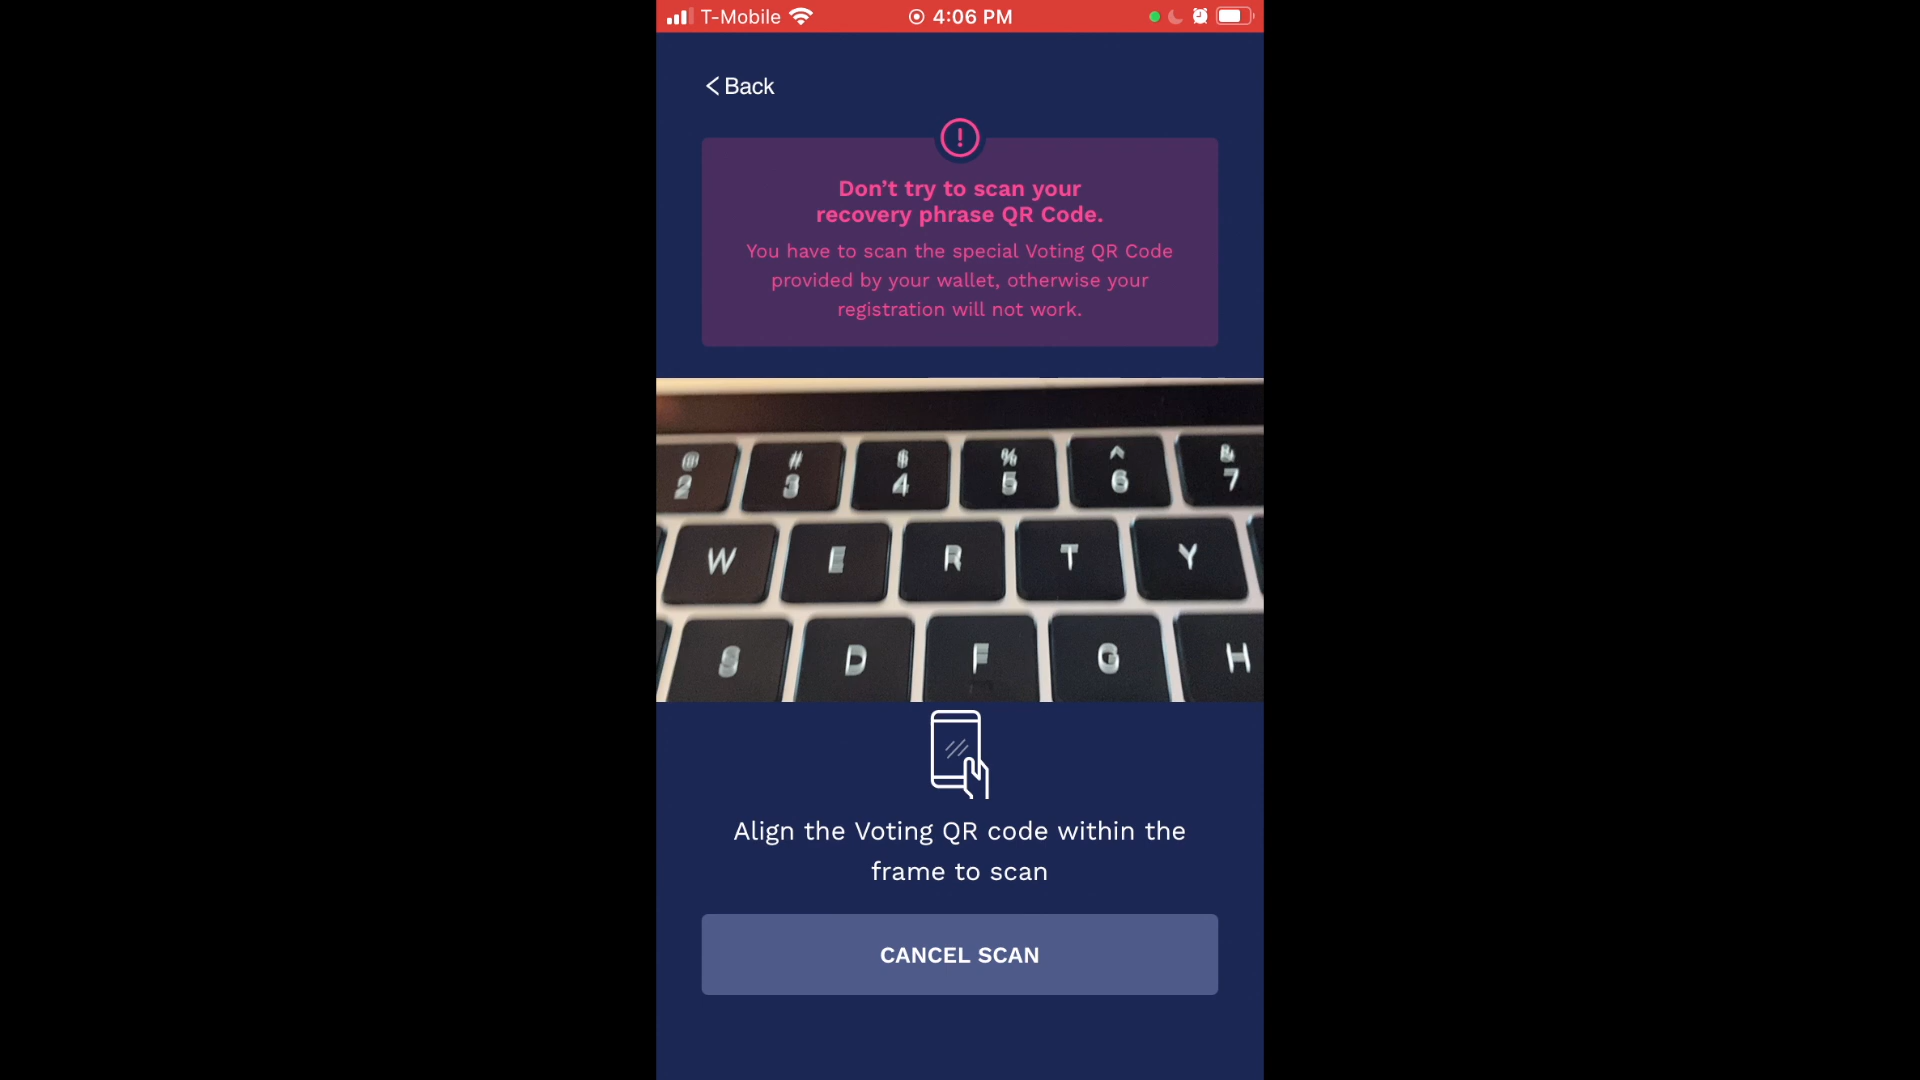 T-Mobile 4:06 PM
Back
!
Don’t try to scan your
recovery phrase QR Code.
You have to scan the special Voting QR Code
provided by your wallet, otherwise your
registration will not work.
@ # $ % ^ &
2 3 4 5 6 7
W E R T Y
S D F G H
Align the Voting QR code within the
frame to scan
CANCEL SCAN